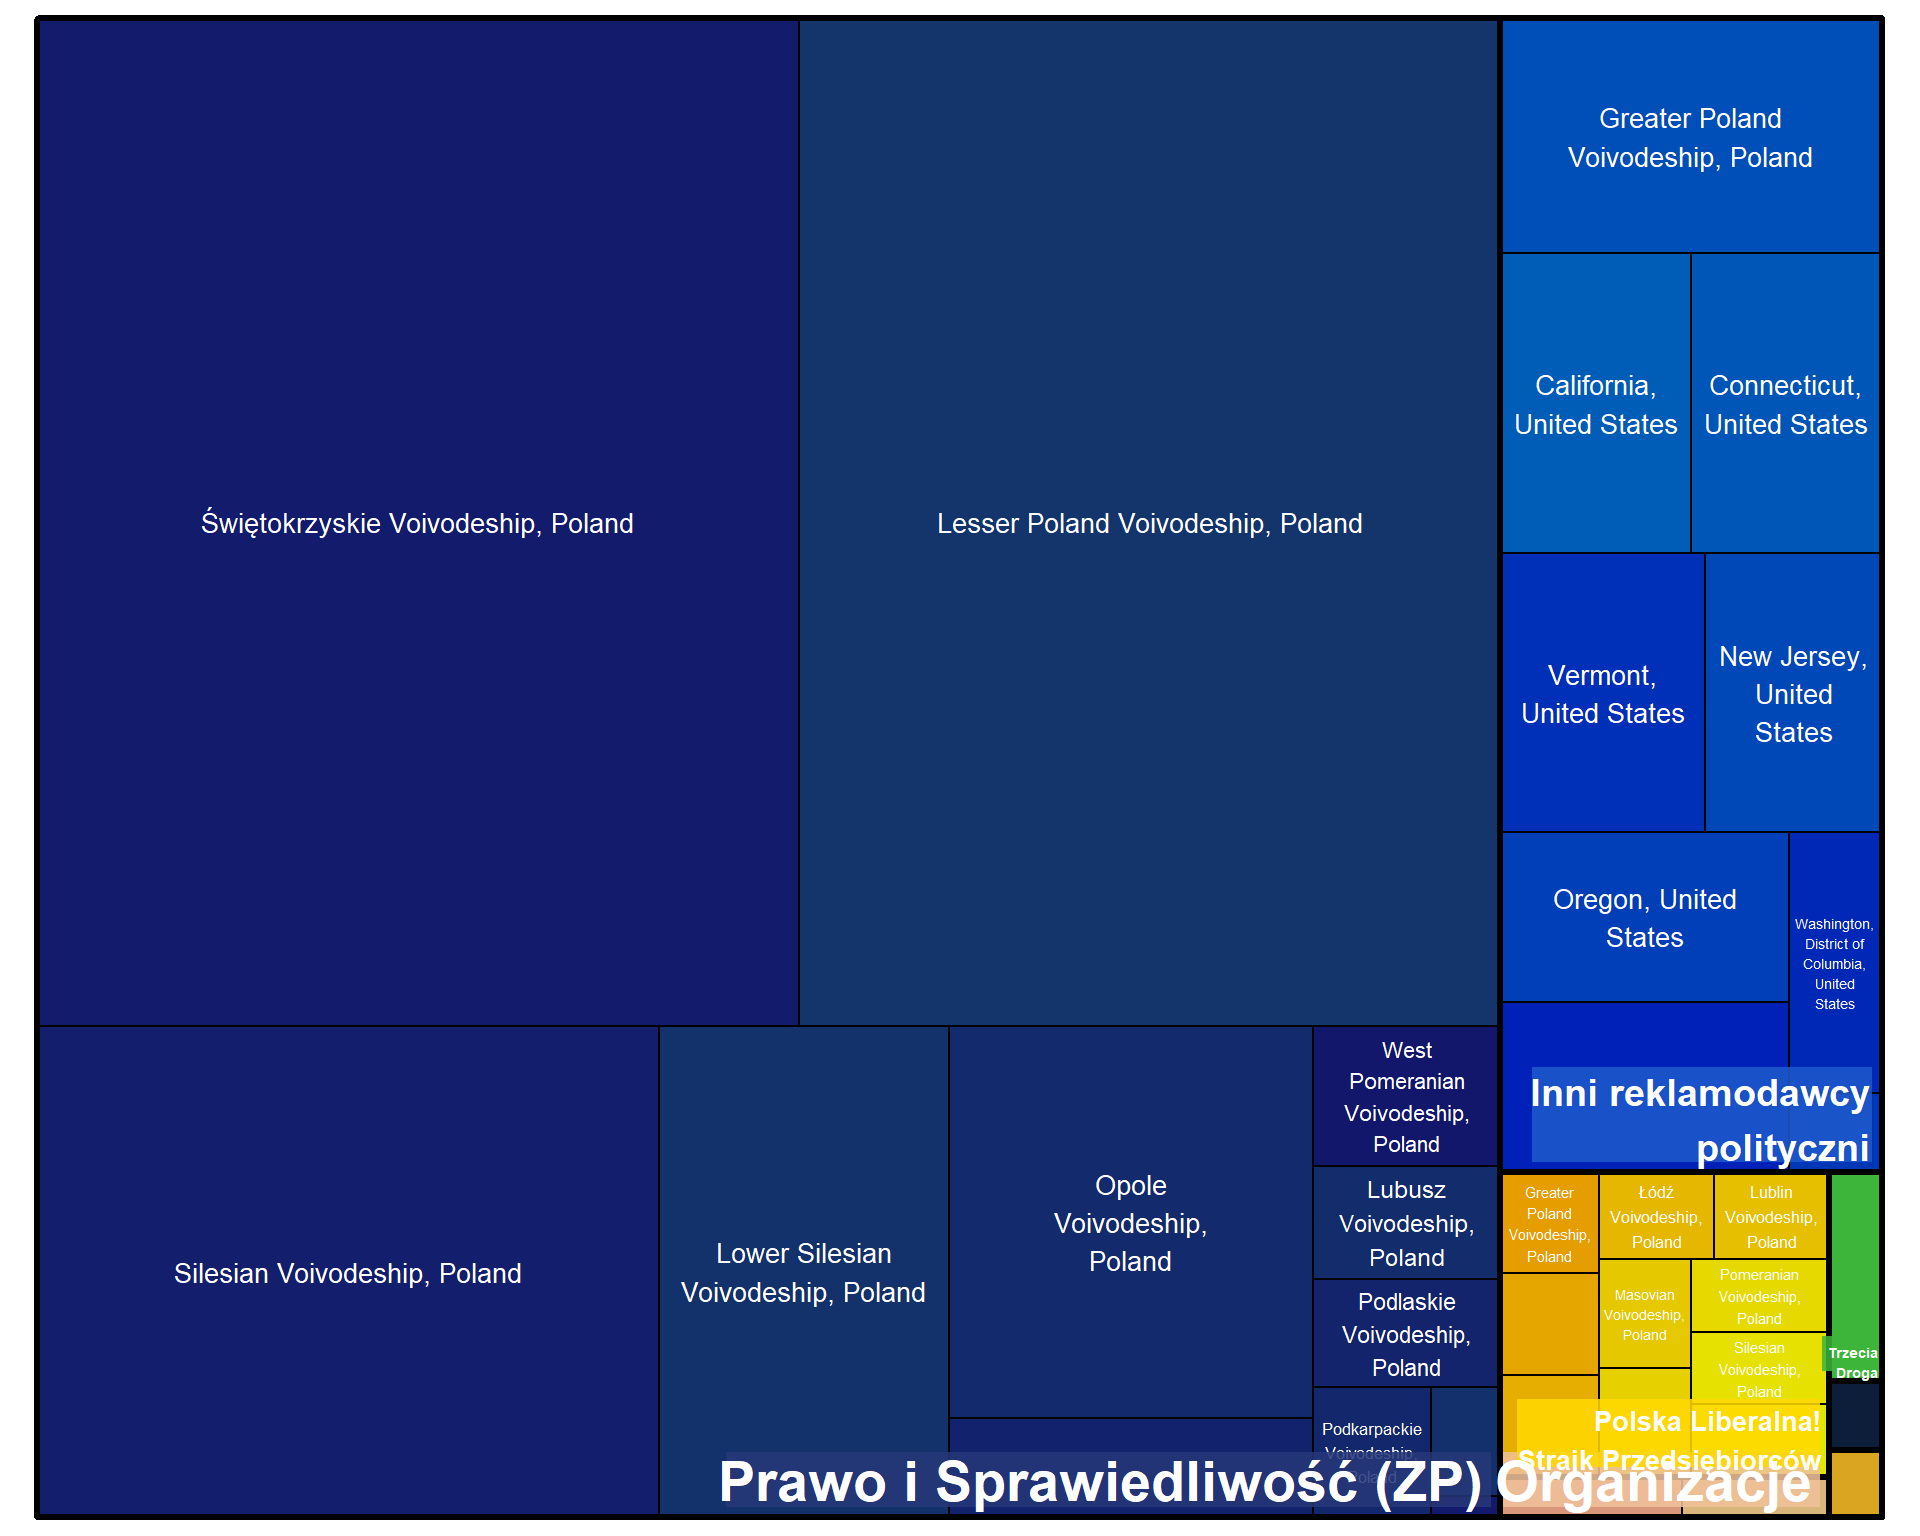 Świętokrzyskie Voivodeship, Poland
Lesser Poland Voivodeship, Poland
Silesian Voivodeship, Poland
Lower Silesian
Voivodeship, Poland
Opole
Voivodeship,
Poland
West
Pomeranian
Voivodeship,
Poland
Lubusz
Voivodeship,
Poland
Podlaskie
Voivodeship,
Poland
Podkarpackie
Voivodeship,
Poland
Prawo i Sprawiedliwość (ZP)
Greater Poland
Voivodeship, Poland
California,
United States
Connecticut,
United States
Vermont,
United States
New Jersey,
United
States
Oregon, United
States
Washington,
District of
Columbia,
United
States
Inni reklamodawcy
polityczni
Greater
Poland
Voivodeship,
Poland
Łódź
Voivodeship,
Poland
Lublin
Voivodeship,
Poland
Masovian
Voivodeship,
Poland
Pomeranian
Voivodeship,
Poland
Silesian
Voivodeship,
Poland
Polska Liberalna!
Strajk Przedsiębiorców
Trzecia
Droga
Organizacje